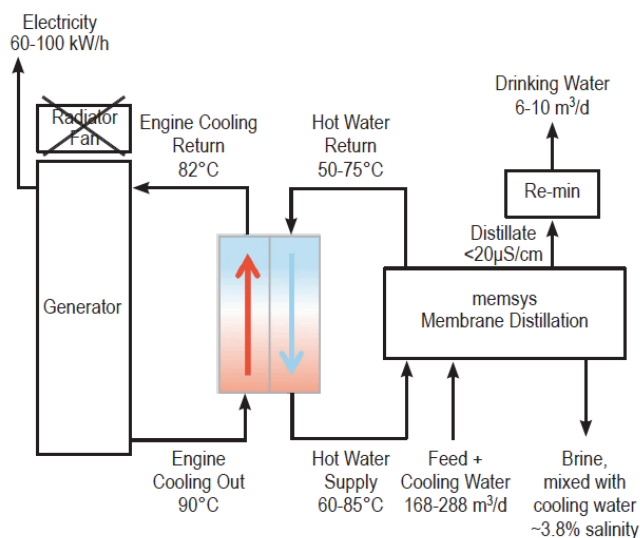 Electricity
60-100 kW/h
Radiator
Fan
Engine Cooling
Return
82°C
Hot Water
Return
50-75°C
Drinking Water
6-10 m³/d
Re-min
Distillate
<20µS/cm
Generator
memsys
Membrane Distillation
Engine
Cooling Out
90°C
Hot Water
Supply
60-85°C
Feed +
Cooling Water
168-288 m³/d
Brine,
mixed with
cooling water
~3.8% salinity